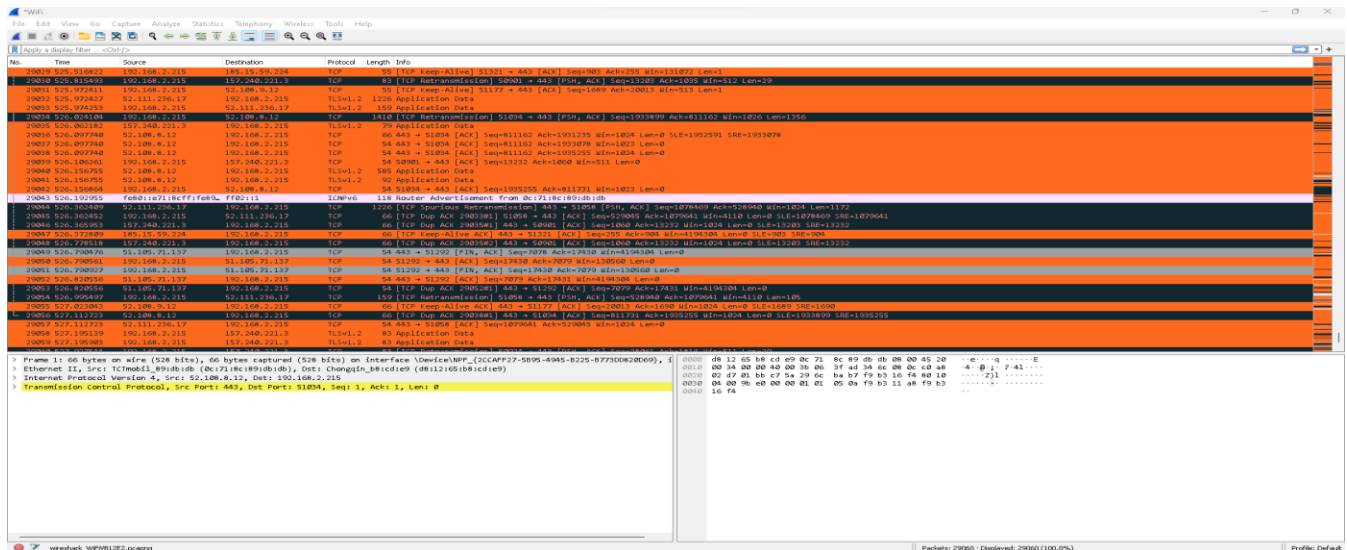 *WiFi
File Edit View Go Capture Analyze Statistics Telephony Wireless Tools Help
Apply a display filter ... <Ctrl-/>
No. Time Source Destination Protocol Length Info
29029 525.516822 192.168.2.215 185.15.59.224 TCP 55 [TCP Keep-Alive] 51321 → 443 [ACK] Seq=903 Ack=255 Win=131072 Len=1
29030 525.815493 192.168.2.215 157.240.221.3 TCP 83 [TCP Retransmission] 50901 → 443 [PSH, ACK] Seq=13203 Ack=1035 Win=512 Len=29
29031 525.972411 192.168.2.215 52.108.9.12 TCP 55 [TCP Keep-Alive] 51177 → 443 [ACK] Seq=1689 Ack=20013 Win=513 Len=1
29032 525.972427 52.111.236.17 192.168.2.215 TLSv1.2 1226 Application Data
29033 525.974253 192.168.2.215 52.111.236.17 TLSv1.2 159 Application Data
29034 526.024104 192.168.2.215 52.108.8.12 TCP 1410 [TCP Retransmission] 51034 → 443 [PSH, ACK] Seq=1933899 Ack=811162 Win=1026 Len=1356
29035 526.062182 157.240.221.3 192.168.2.215 TLSv1.2 79 Application Data
29036 526.097740 52.108.8.12 192.168.2.215 TCP 66 443 → 51034 [ACK] Seq=811162 Ack=1931235 Win=1024 Len=0 SLE=1932591 SRE=1933078
29037 526.097740 52.108.8.12 192.168.2.215 TCP 54 443 → 51034 [ACK] Seq=811162 Ack=1933078 Win=1023 Len=0
29038 526.097740 52.108.8.12 192.168.2.215 TCP 54 443 → 51034 [ACK] Seq=811162 Ack=1935255 Win=1024 Len=0
29039 526.106261 192.168.2.215 157.240.221.3 TCP 54 50901 → 443 [ACK] Seq=13232 Ack=1060 Win=511 Len=0
29040 526.156755 52.108.8.12 192.168.2.215 TLSv1.2 585 Application Data
29041 526.156755 52.108.8.12 192.168.2.215 TLSv1.2 92 Application Data
29042 526.156864 192.168.2.215 52.108.8.12 TCP 54 51034 → 443 [ACK] Seq=1935255 Ack=811731 Win=1023 Len=0
29043 526.192955 fe80::e71:8cff:fe89… ff02::1 ICMPv6 118 Router Advertisement from 0c:71:8c:89:db:db
29044 526.362409 52.111.236.17 192.168.2.215 TCP 1226 [TCP Spurious Retransmission] 443 → 51058 [PSH, ACK] Seq=1078469 Ack=528940 Win=1024 Len=1172
29045 526.362452 192.168.2.215 52.111.236.17 TCP 66 [TCP Dup ACK 29033#1] 51058 → 443 [ACK] Seq=529045 Ack=1079641 Win=4110 Len=0 SLE=1078469 SRE=1079641
29046 526.365953 157.240.221.3 192.168.2.215 TCP 66 [TCP Dup ACK 29035#1] 443 → 50901 [ACK] Seq=1060 Ack=13232 Win=1024 Len=0 SLE=13203 SRE=13232
29047 526.372809 185.15.59.224 192.168.2.215 TCP 66 [TCP Keep-Alive ACK] 443 → 51321 [ACK] Seq=255 Ack=904 Win=4194304 Len=0 SLE=903 SRE=904
29048 526.778518 157.240.221.3 192.168.2.215 TCP 66 [TCP Dup ACK 29035#2] 443 → 50901 [ACK] Seq=1060 Ack=13232 Win=1024 Len=0 SLE=13203 SRE=13232
29049 526.790476 51.105.71.137 192.168.2.215 TCP 54 443 → 51292 [FIN, ACK] Seq=7078 Ack=17430 Win=4194304 Len=0
29050 526.790561 192.168.2.215 51.105.71.137 TCP 54 51292 → 443 [ACK] Seq=17430 Ack=7079 Win=130560 Len=0
29051 526.790927 192.168.2.215 51.105.71.137 TCP 54 51292 → 443 [FIN, ACK] Seq=17430 Ack=7079 Win=130560 Len=0
29052 526.820556 51.105.71.137 192.168.2.215 TCP 54 443 → 51292 [ACK] Seq=7079 Ack=17431 Win=4194304 Len=0
29053 526.820556 51.105.71.137 192.168.2.215 TCP 54 [TCP Dup ACK 29052#1] 443 → 51292 [ACK] Seq=7079 Ack=17431 Win=4194304 Len=0
29054 526.995497 192.168.2.215 52.111.236.17 TCP 159 [TCP Retransmission] 51058 → 443 [PSH, ACK] Seq=528940 Ack=1079641 Win=4110 Len=105
29055 527.023043 52.108.9.12 192.168.2.215 TCP 66 [TCP Keep-Alive ACK] 443 → 51177 [ACK] Seq=20013 Ack=1690 Win=1024 Len=0 SLE=1689 SRE=1690
29056 527.112723 52.108.8.12 192.168.2.215 TCP 66 [TCP Dup ACK 29038#1] 443 → 51034 [ACK] Seq=811731 Ack=1935255 Win=1024 Len=0 SLE=1933899 SRE=1935255
29057 527.112723 52.111.236.17 192.168.2.215 TCP 54 443 → 51058 [ACK] Seq=1079641 Ack=529045 Win=1024 Len=0
29058 527.195139 192.168.2.215 157.240.221.3 TLSv1.2 83 Application Data
29059 527.195303 192.168.2.215 157.240.221.3 TLSv1.2 83 Application Data
> Frame 1: 66 bytes on wire (528 bits), 66 bytes captured (528 bits) on interface \Device\NPF_{2CCAFF27-5B95-4945-B225-B773DD820D69}, i
> Ethernet II, Src: TCTmobil_89:db:db (0c:71:8c:89:db:db), Dst: Chongqin_b8:cd:e9 (d8:12:65:b8:cd:e9)
> Internet Protocol Version 4, Src: 52.108.8.12, Dst: 192.168.2.215
> Transmission Control Protocol, Src Port: 443, Dst Port: 51034, Seq: 1, Ack: 1, Len: 0
0000 d8 12 65 b8 cd e9 0c 71 8c 89 db db 08 00 45 20 ··e····q ······E
0010 00 34 00 00 40 00 3b 06 3f ad 34 6c 08 0c c0 a8 ·4··@·;· ?·4l····
0020 02 d7 01 bb c7 5a 29 6c ba b7 f9 b3 16 f4 80 10 ·····Z)l ········
0030 04 00 9b e0 00 00 01 01 05 0a f9 b3 11 a8 f9 b3 ········ ········
0040 16 f4 ··
wireshark_WiFiVB12E2.pcapng Packets: 29060 · Displayed: 29060 (100.0%) Profile: Default